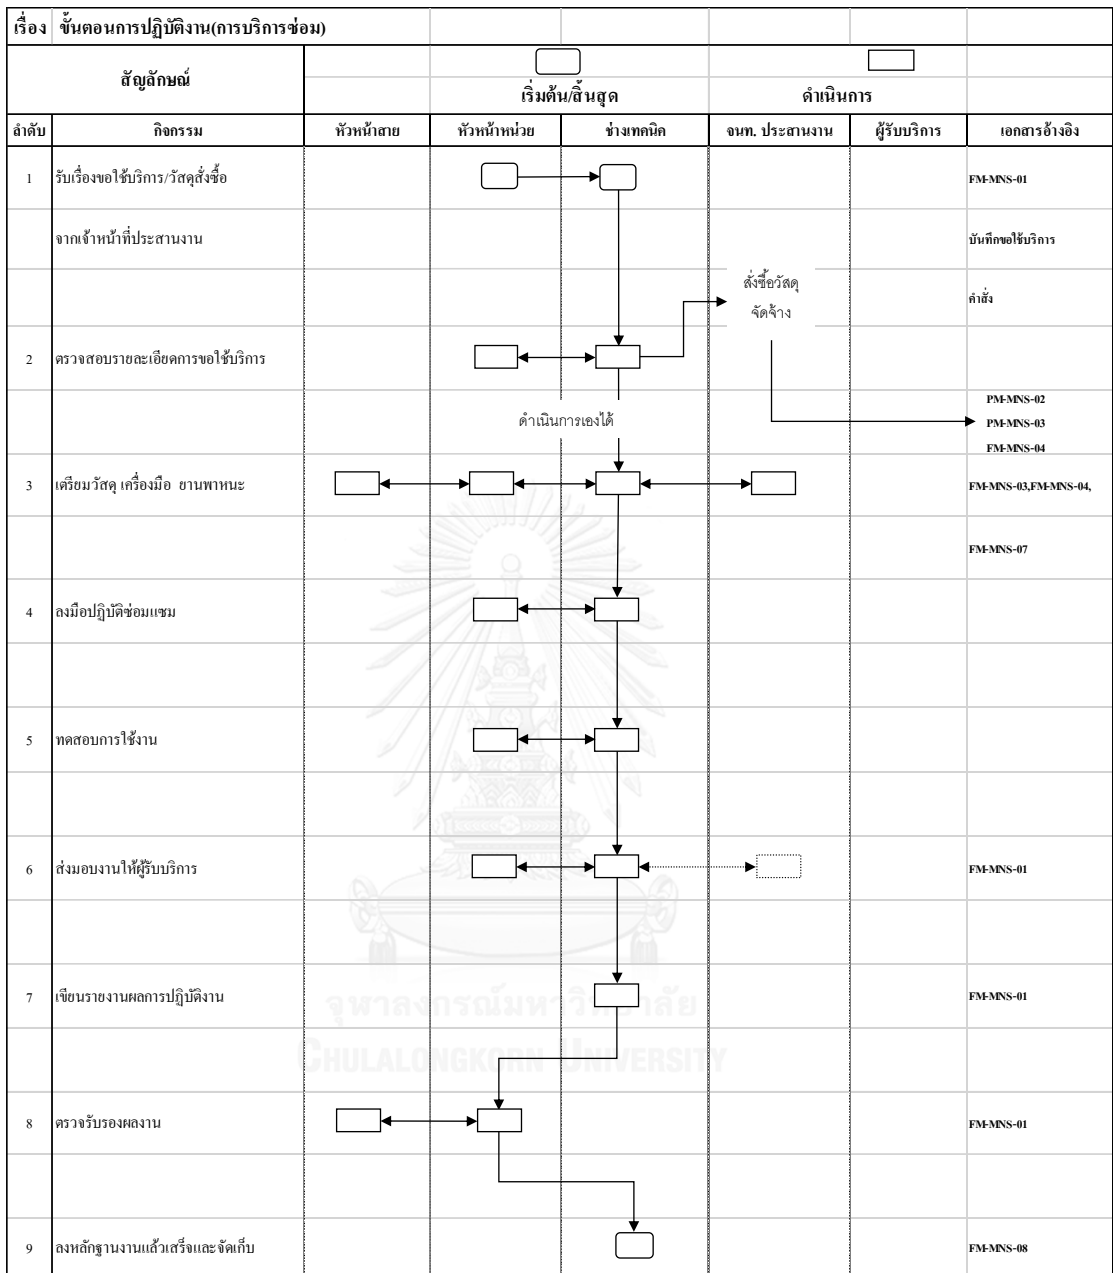 เรื่อง ขั้นตอนการปฏิบัติงาน(การบริการซ่อม)
สัญลักษณ์
เริ่มต้น/สิ้นสุด ดำเนินการ
ลำดับ กิจกรรม หัวหน้าสาย หัวหน้าหน่วย ช่างเทคนิค จนท. ประสานงาน ผู้รับบริการ เอกสารอ้างอิง
1 รับเรื่องขอใช้บริการ/วัสดุสั่งซื้อ FM-MNS-01
จากเจ้าหน้าที่ประสานงาน บันทึกขอใช้บริการ
สั่งซื้อวัสดุ
จัดจ้าง
คำสั่ง
2 ตรวจสอบรายละเอียดการขอใช้บริการ
PM-MNS-02
ดำเนินการเองได้ PM-MNS-03
FM-MNS-04
3 เตรียมวัสดุ เครื่องมือ ยานพาหนะ FM-MNS-03,FM-MNS-04,
FM-MNS-07
4 ลงมือปฏิบัติซ่อมแซม
5 ทดสอบการใช้งาน
6 ส่งมอบงานให้ผู้รับบริการ FM-MNS-01
7 เขียนรายงานผลการปฏิบัติงาน FM-MNS-01
จุฬาลงกรณ์มหาวิทยาลัย
CHULALONGKORN UNIVERSITY
8 ตรวจรับรองผลงาน FM-MNS-01
9 ลงหลักฐานงานแล้วเสร็จและจัดเก็บ FM-MNS-08